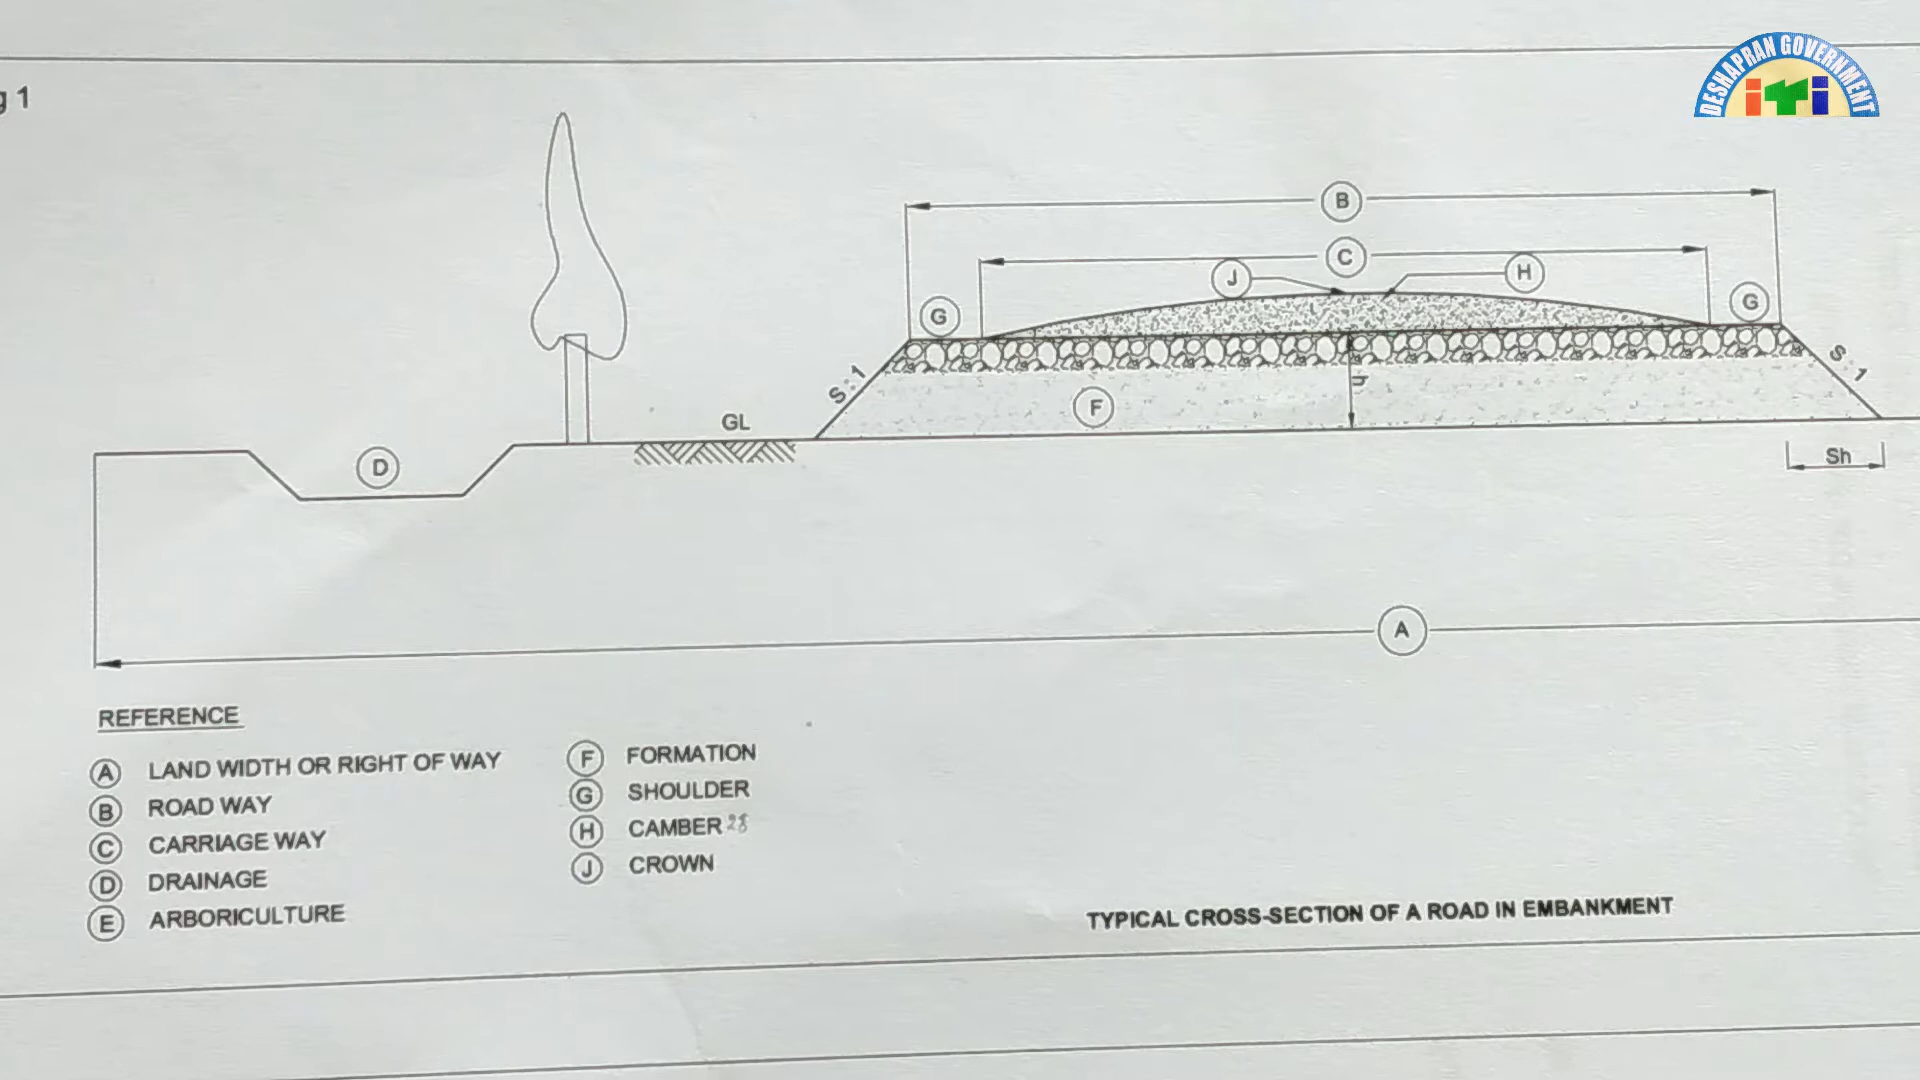 g 1
DESHAPRAN GOVERNMENT
iTi
B
C
J
H
G
G
S:1
S:1
F
h
GL
D
Sh
A
REFERENCE
A LAND WIDTH OR RIGHT OF WAY
B ROAD WAY
C CARRIAGE WAY
D DRAINAGE
E ARBORICULTURE
F FORMATION
G SHOULDER
H CAMBER 28
J CROWN
TYPICAL CROSS-SECTION OF A ROAD IN EMBANKMENT